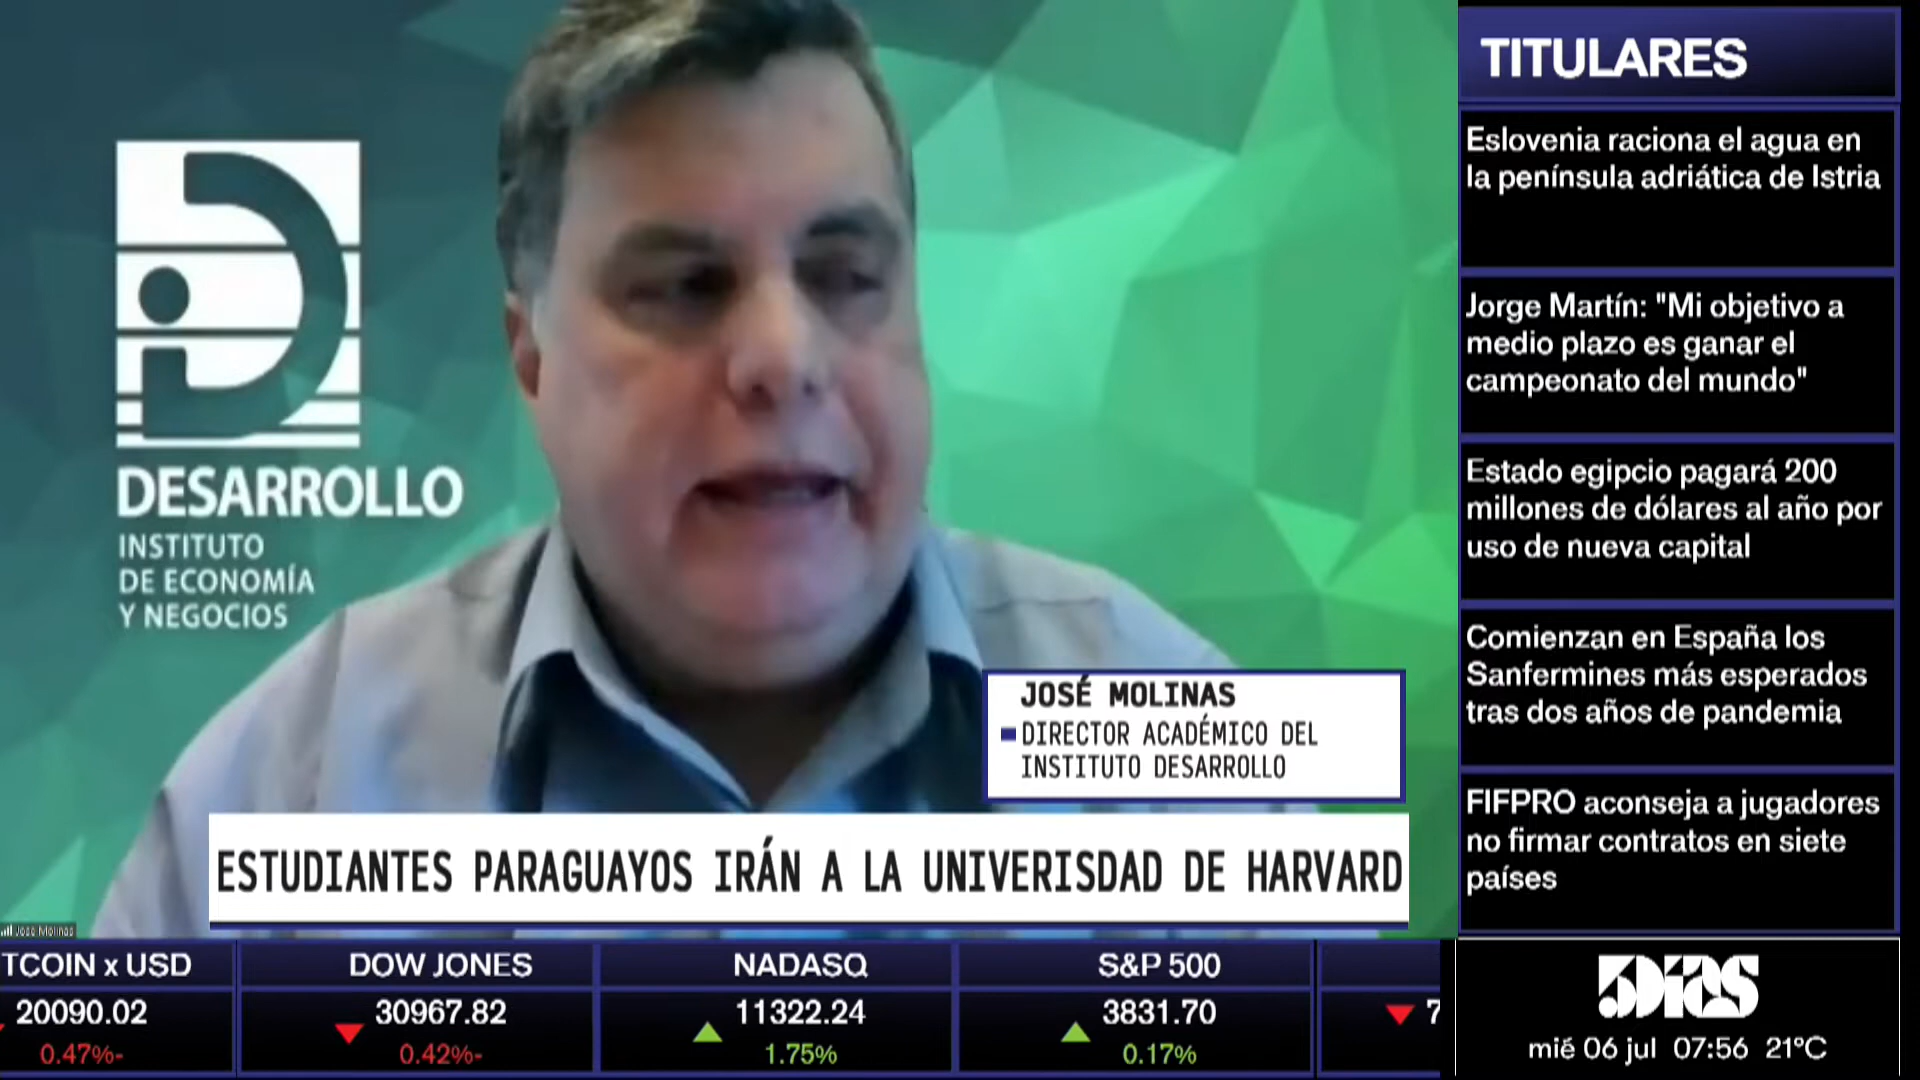 DESARROLLO
INSTITUTO
DE ECONOMÍA
Y NEGOCIOS
JOSÉ MOLINAS
DIRECTOR ACADÉMICO DEL
INSTITUTO DESARROLLO
ESTUDIANTES PARAGUAYOS IRÁN A LA UNIVERISDAD DE HARVARD
José Molinas
TITULARES
Eslovenia raciona el agua en
la península adriática de Istria
Jorge Martín: "Mi objetivo a
medio plazo es ganar el
campeonato del mundo"
Estado egipcio pagará 200
millones de dólares al año por
uso de nueva capital
Comienzan en España los
Sanfermines más esperados
tras dos años de pandemia
FIFPRO aconseja a jugadores
no firmar contratos en siete
países
TCOIN x USD
20090.02
0.47%-
DOW JONES
30967.82
0.42%-
NADASQ
11322.24
1.75%
S&P 500
3831.70
0.17%
7
5Días
mié 06 jul 07:56 21°C